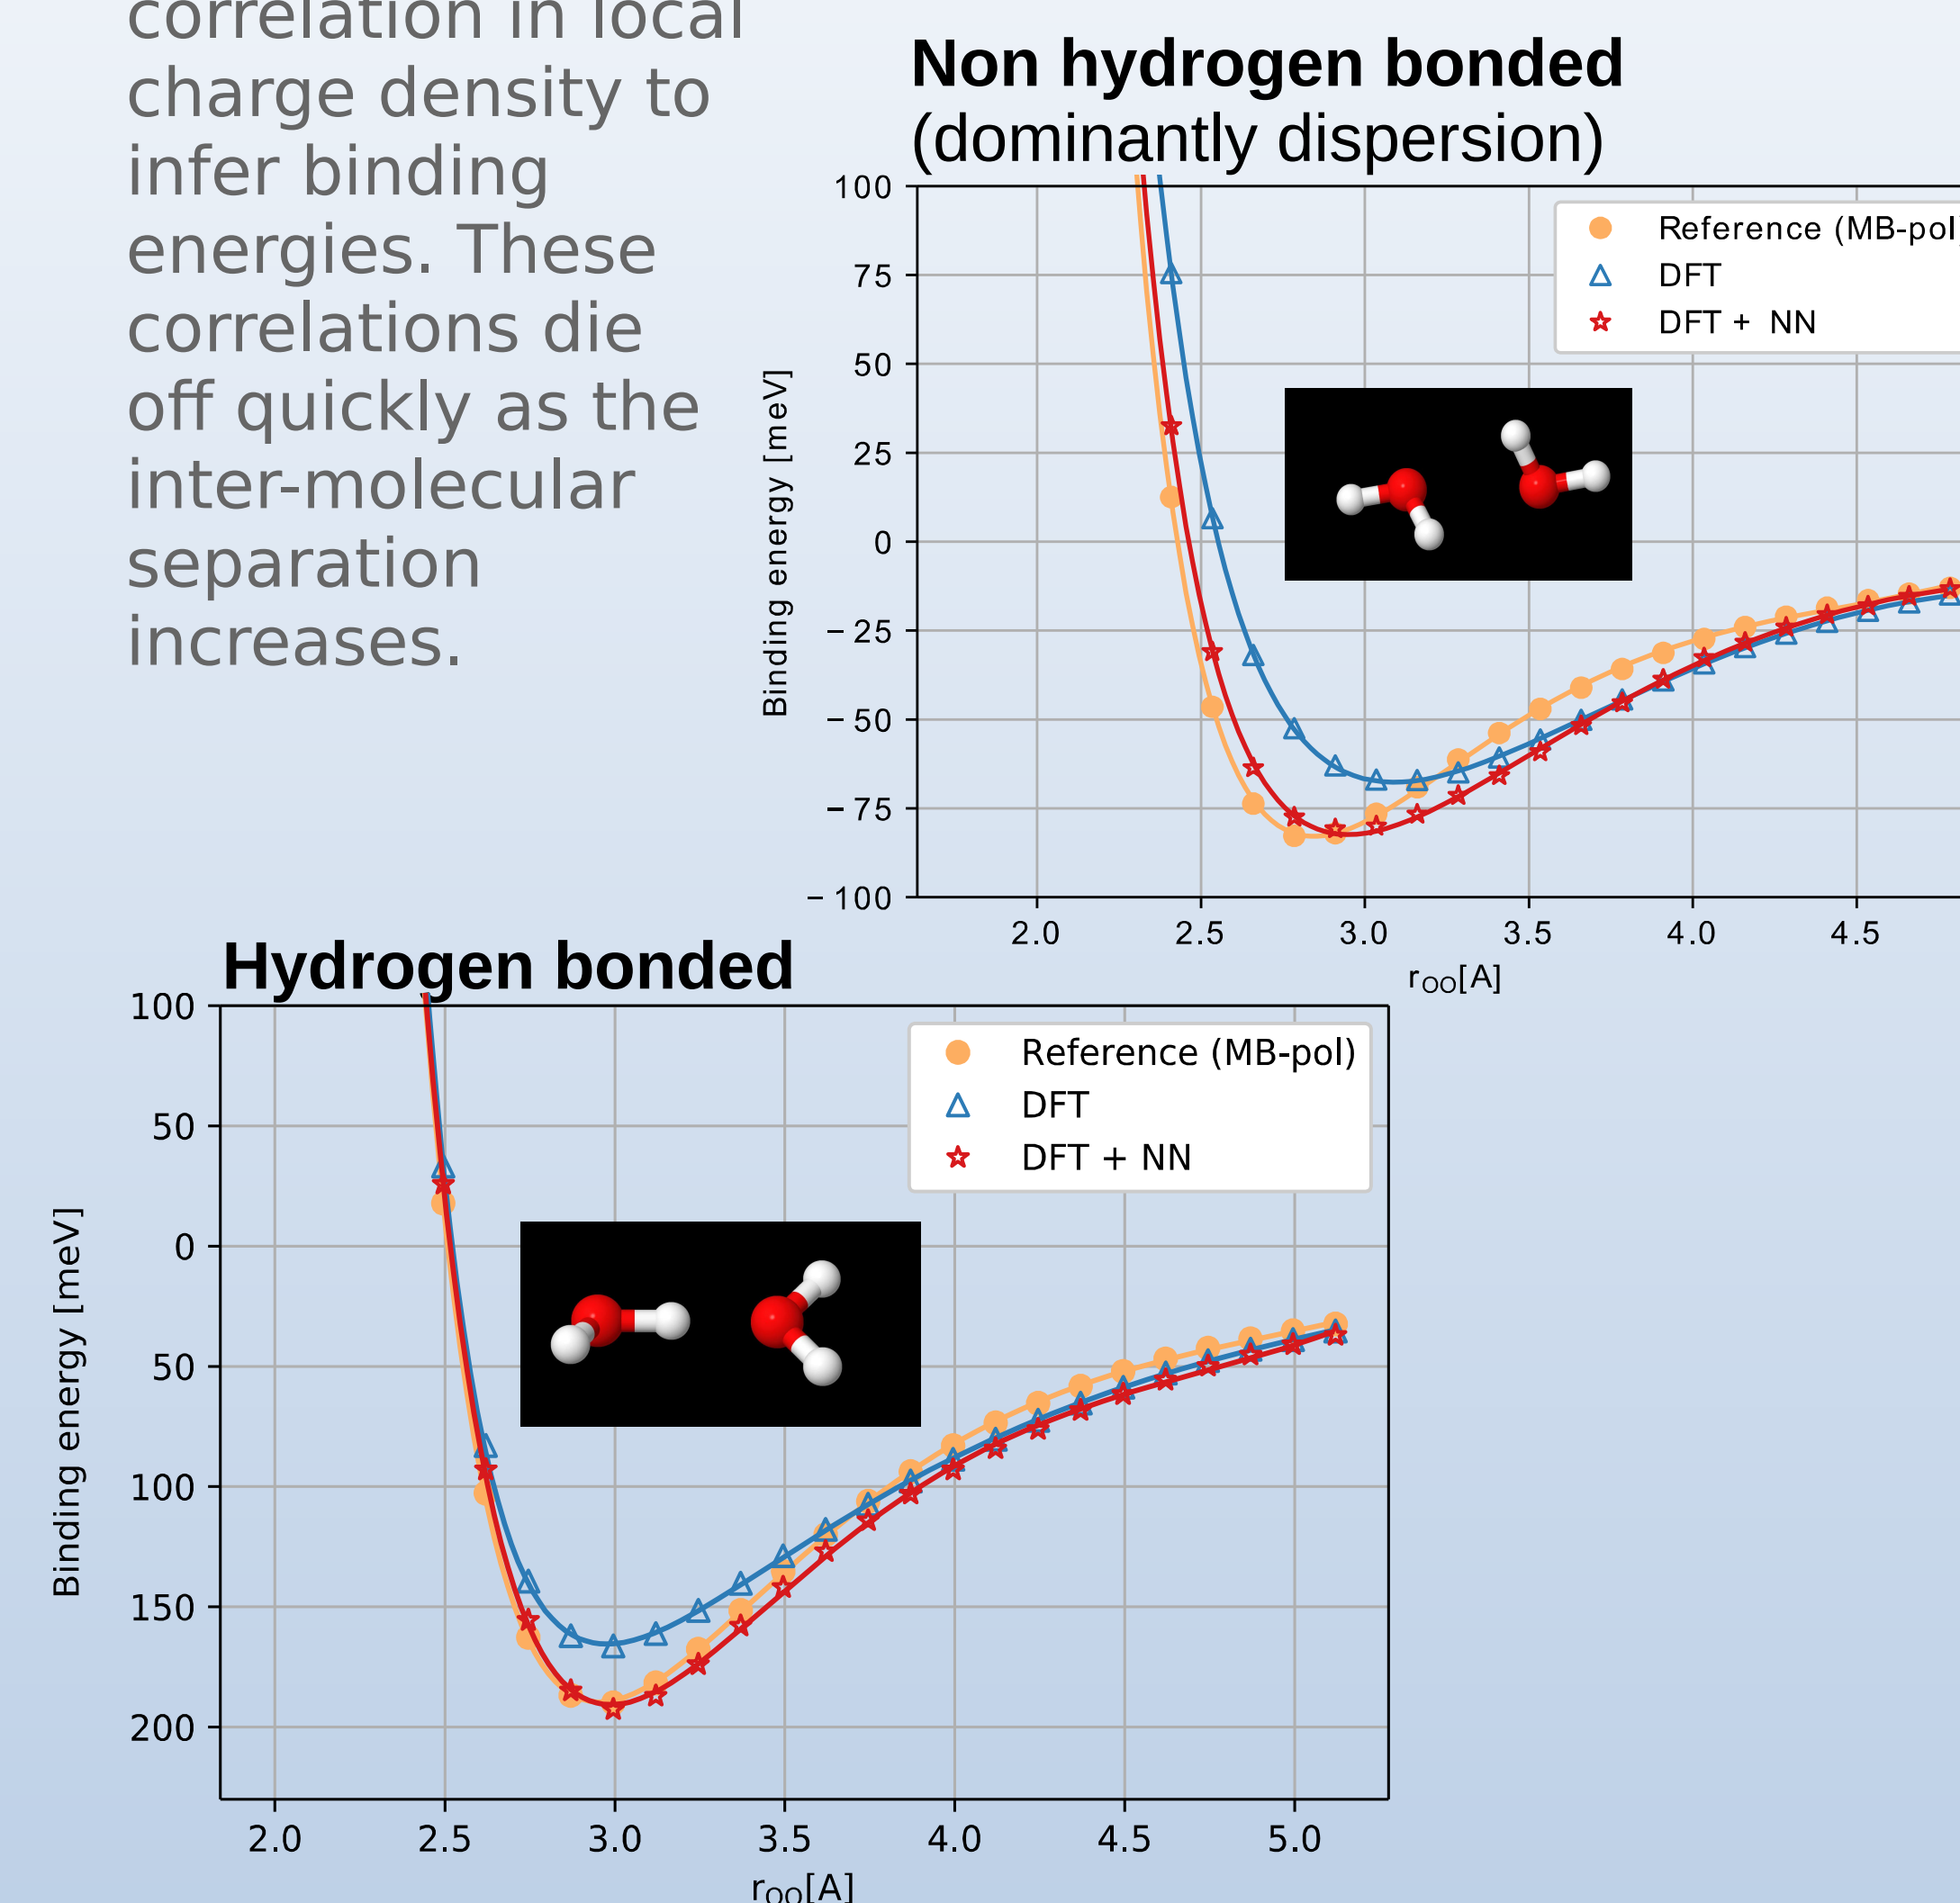 correlation in local
charge density to
infer binding
energies. These
correlations die
off quickly as the
inter-molecular
separation
increases.
Non hydrogen bonded
(dominantly dispersion)
100
75
50
25
0
−25
−50
−75
−100
Binding energy [meV]
Reference (MB-pol
DFT
DFT + NN
2.0 2.5 3.0 3.5 4.0 4.5
rOO[A]
Hydrogen bonded
100
50
0
50
100
150
200
Binding energy [meV]
Reference (MB-pol)
DFT
DFT + NN
2.0 2.5 3.0 3.5 4.0 4.5 5.0
rOO[A]